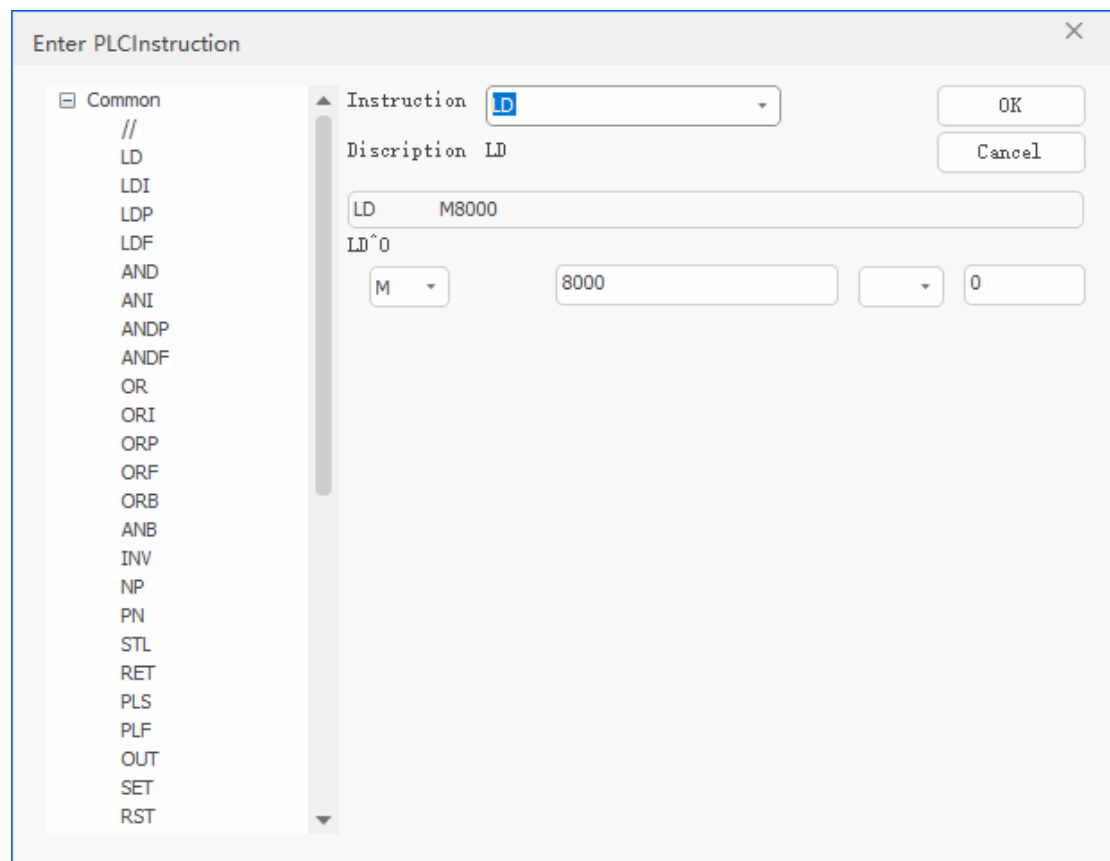 Enter PLCInstruction
Common
//
LD
LDI
LDP
LDF
AND
ANI
ANDP
ANDF
OR
ORI
ORP
ORF
ORB
ANB
INV
NP
PN
STL
RET
PLS
PLF
OUT
SET
RST
Instruction LD
OK
Discription LD
Cancel
LD M8000
LD^0
M 8000 0